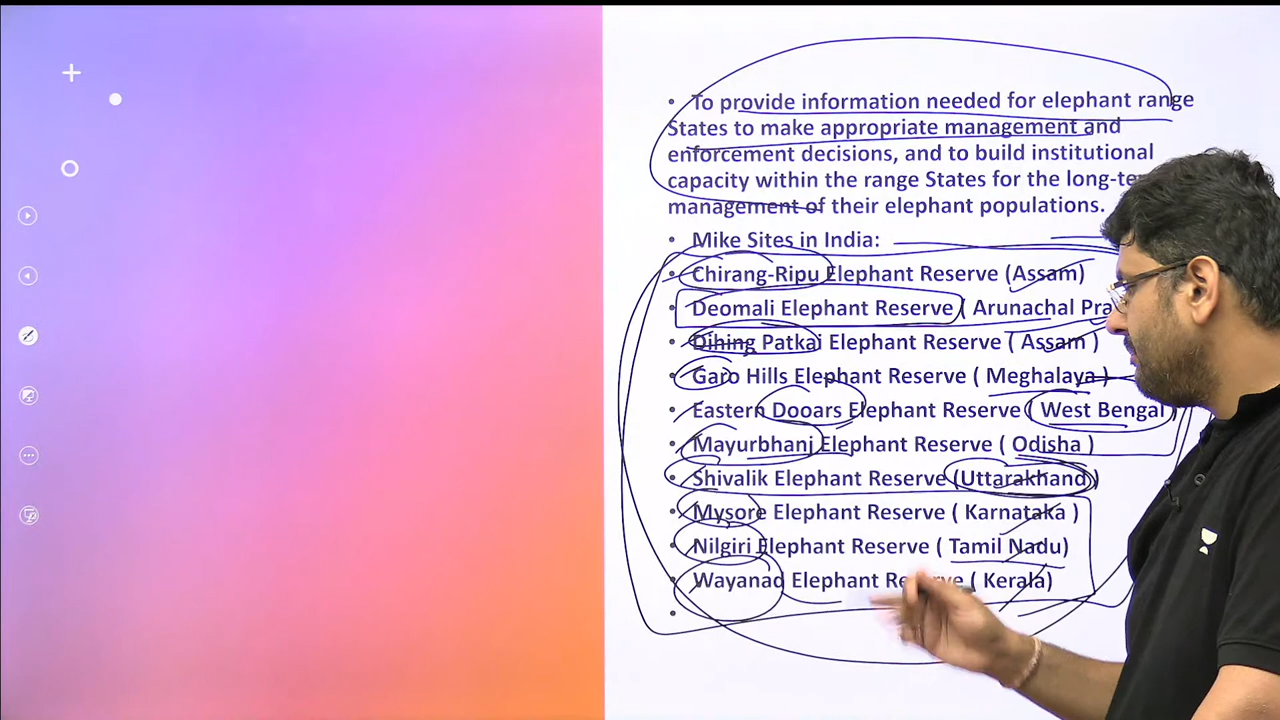 • To provide information needed for elephant range
States to make appropriate management and
enforcement decisions, and to build institutional
capacity within the range States for the
management of their elephant populations.
• Mike Sites in India:
• Chirang-Ripu Elephant Reserve (Assam)
• Deomali Elephant Reserve ( Arunachal
• Dihing Patkai Elephant Reserve ( Assam )
• Garo Hills Elephant Reserve ( Meghalaya )
• Eastern Dooars Elephant Reserve ( West Bengal )
• Mayurbhanj Elephant Reserve ( Odisha )
• Shivalik Elephant Reserve (Uttarakhand )
• Mysore Elephant Reserve ( Karnataka )
• Nilgiri Elephant Reserve ( Tamil Nadu)
• Wayanad Elephant Reserve ( Kerala)
•